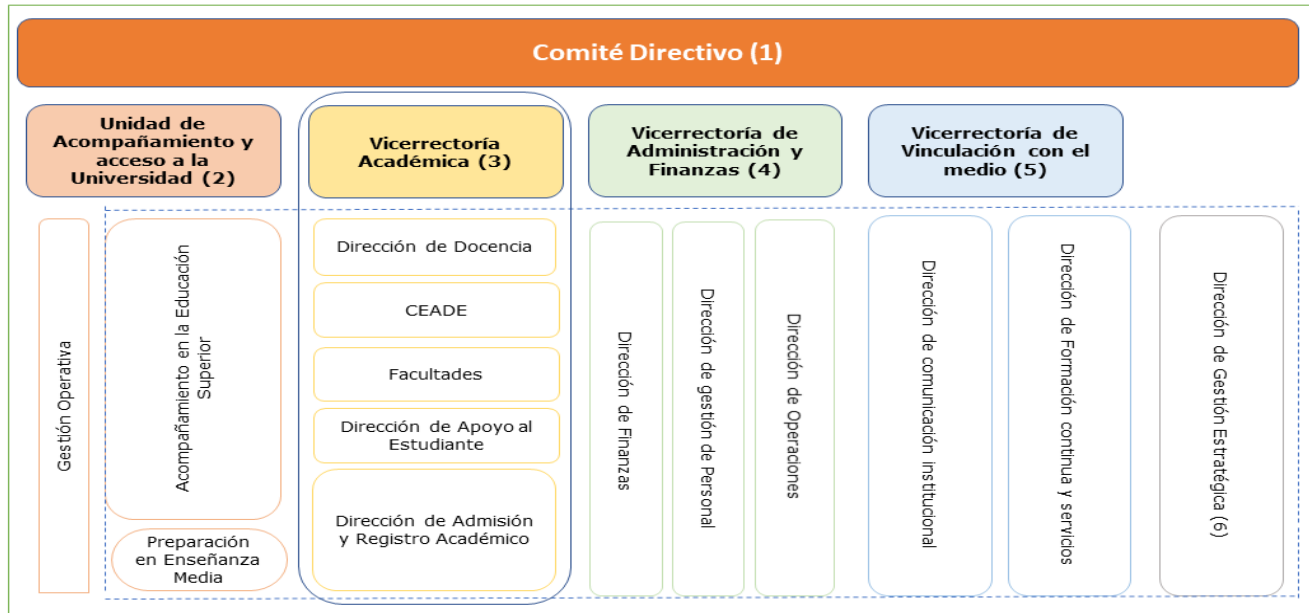 Comité Directivo (1)
Unidad de
Acompañamiento y
acceso a la
Universidad (2)
Vicerrectoría
Académica (3)
Vicerrectoría de
Administración y
Finanzas (4)
Vicerrectoría de
Vinculación con el
medio (5)
Gestión Operativa
Acompañamiento en la Educación
Superior
Preparación
en Enseñanza
Media
Dirección de Docencia
CEADE
Facultades
Dirección de Apoyo al
Estudiante
Dirección de Admisión
y Registro Académico
Dirección de Finanzas
Dirección de gestión de Personal
Dirección de Operaciones
Dirección de comunicación institucional
Dirección de Formación continua y servicios
Dirección de Gestión Estratégica (6)